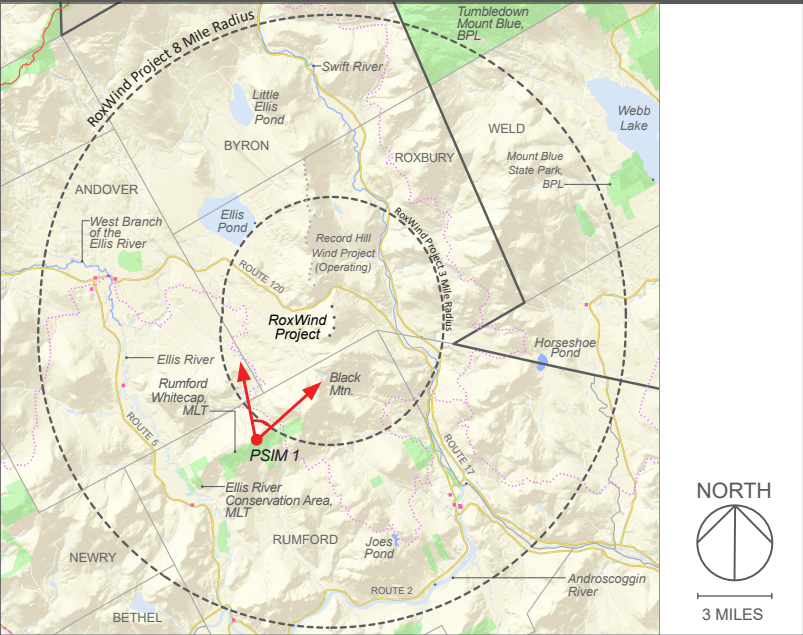 Tumbledown
Mount Blue,
BPL
RoxWind Project 8 Mile Radius
Swift River
Little
Ellis
Pond
Webb
Lake
WELD
BYRON
ROXBURY
Mount Blue
State Park,
BPL
ANDOVER
West Branch
of the
Ellis River
Ellis
Pond
RoxWind Project 3 Mile Radius
Record Hill
Wind Project
(Operating)
ROUTE 120
RoxWind
Project
Horseshoe
Pond
Ellis River
Rumford
Whitecap,
MLT
Black
Mtn.
ROUTE 5
PSIM 1
ROUTE 17
Ellis River
Conservation Area,
MLT
NORTH
RUMFORD
Joes
Pond
NEWRY
Androscoggin
River
ROUTE 2
BETHEL
3 MILES